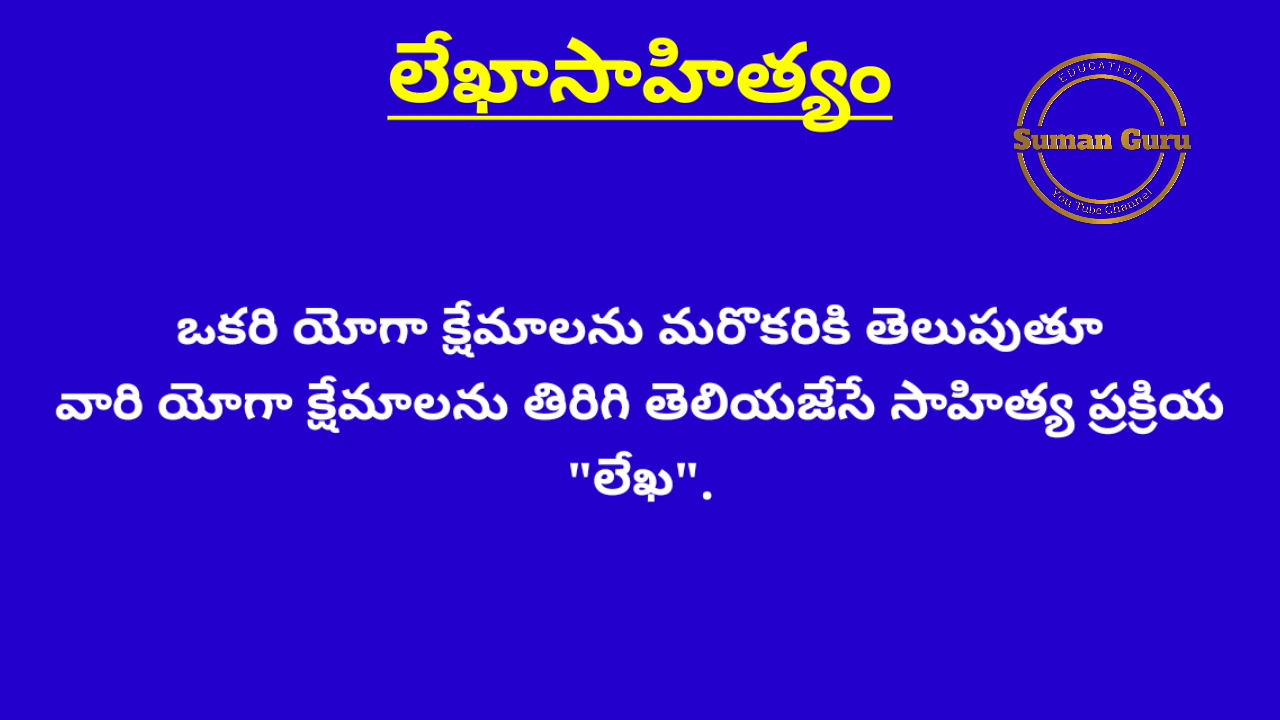 లేఖాసాహిత్యం
EDUCATION
Suman Guru
You Tube Channel
ఒకరి యోగా క్షేమాలను మరొకరికి తెలుపుతూ
వారి యోగా క్షేమాలను తిరిగి తెలియజేసే సాహిత్య ప్రక్రియ
"లేఖ".